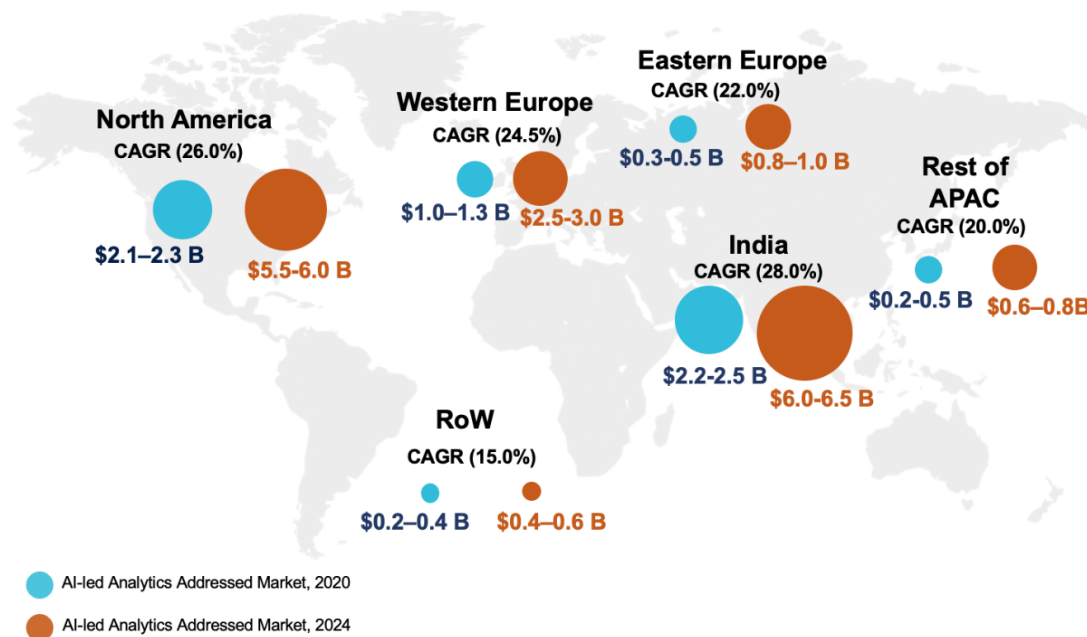 North America
CAGR (26.0%)
$2.1–2.3 B
$5.5-6.0 B
Western Europe
CAGR (24.5%)
$1.0–1.3 B
$2.5-3.0 B
Eastern Europe
CAGR (22.0%)
$0.3-0.5 B
$0.8–1.0 B
Rest of
APAC
CAGR (20.0%)
$0.2-0.5 B
$0.6–0.8B
India
CAGR (28.0%)
$2.2-2.5 B
$6.0-6.5 B
RoW
CAGR (15.0%)
$0.2–0.4 B
$0.4–0.6 B
AI-led Analytics Addressed Market, 2020
AI-led Analytics Addressed Market, 2024